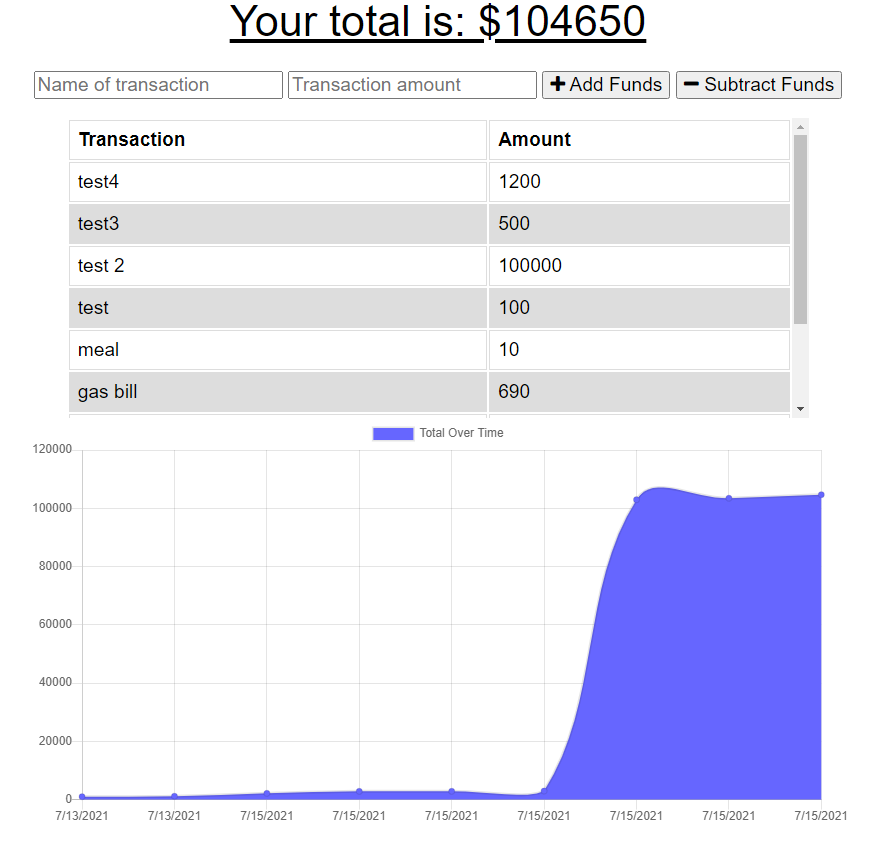 Your total is: $104650
Name of transaction Transaction amount + Add Funds − Subtract Funds
Transaction Amount
test4 1200
test3 500
test 2 100000
test 100
meal 10
gas bill 690
Total Over Time
120000
100000
80000
60000
40000
20000
0
7/13/2021 7/13/2021 7/15/2021 7/15/2021 7/15/2021 7/15/2021 7/15/2021 7/15/2021 7/15/2021